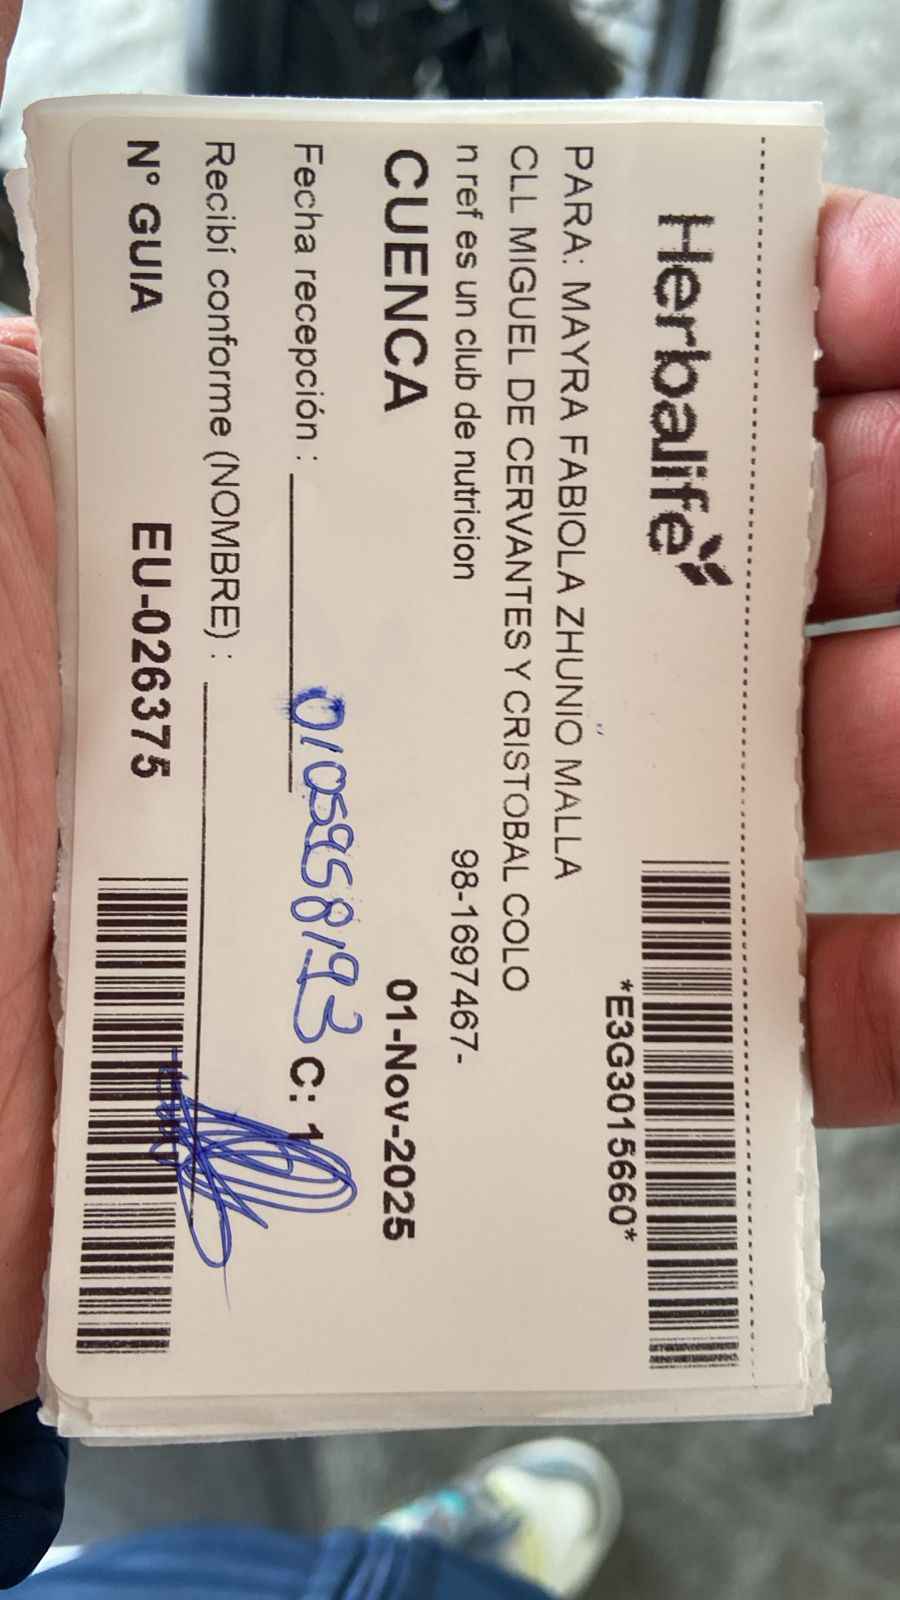 Herbalife
*E3G3015660*
PARA: MAYRA FABIOLA ZHUNIO MALLA
CLL MIGUEL DE CERVANTES Y CRISTOBAL COLO
n ref es un club de nutricion 98-1697467-
CUENCA 01-Nov-2025
Fecha recepción : 0105958193 C: 1
Recibí conforme (NOMBRE) :
N° GUIA EU-026375